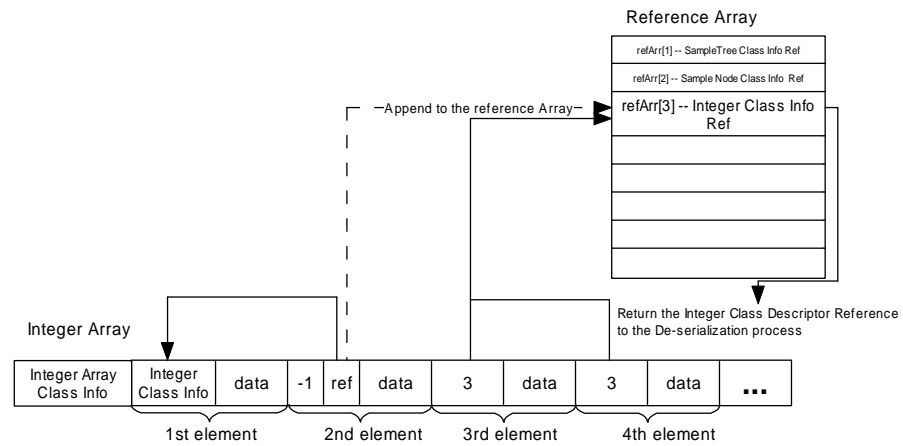 Reference Array
refArr[1] -- SampleTree Class Info Ref
refArr[2] -- Sample Node Class Info Ref
refArr[3] -- Integer Class Info
Ref
Append to the reference Array
Return the Integer Class Descriptor Reference
to the De-serialization process
Integer Array
Integer Array
Class Info
Integer
Class Info
data
-1
ref
data
3
data
3
data
...
1st element
2nd element
3rd element
4th element